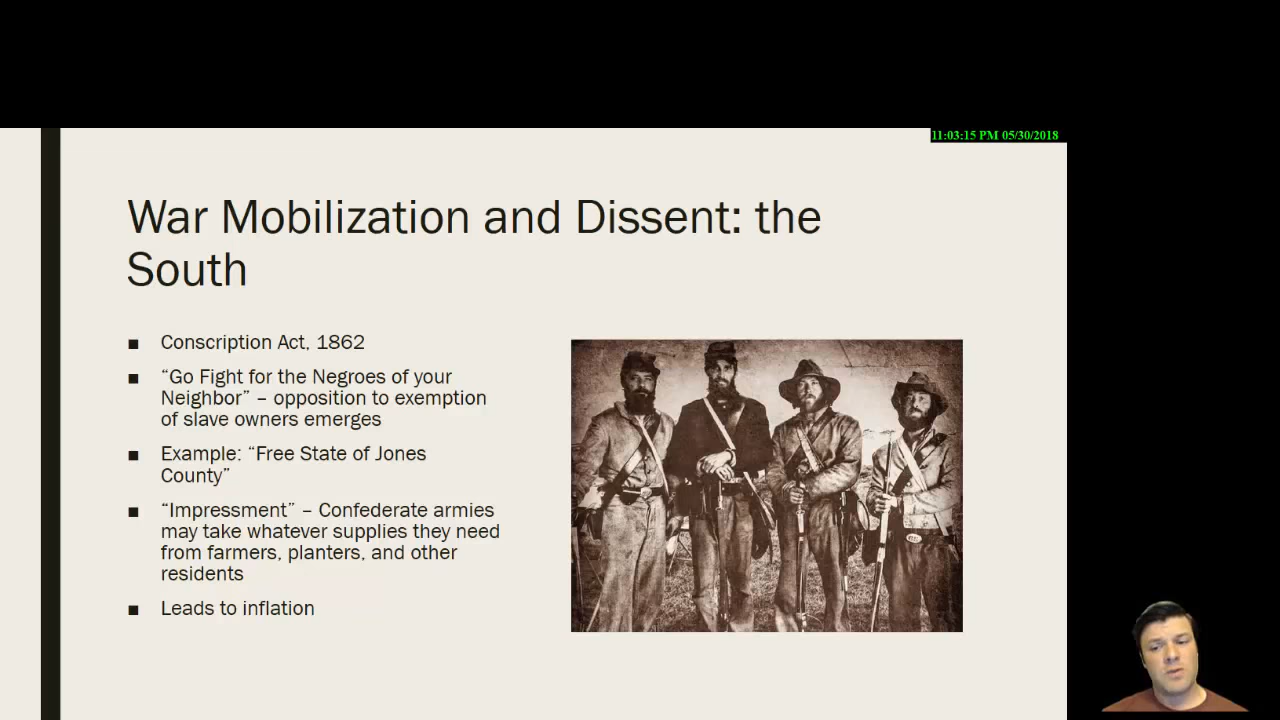 11:03:15 PM 05/30/2018
War Mobilization and Dissent: the
South
■ Conscription Act, 1862
■ “Go Fight for the Negroes of your
Neighbor” – opposition to exemption
of slave owners emerges
■ Example: “Free State of Jones
County”
■ “Impressment” – Confederate armies
may take whatever supplies they need
from farmers, planters, and other
residents
■ Leads to inflation